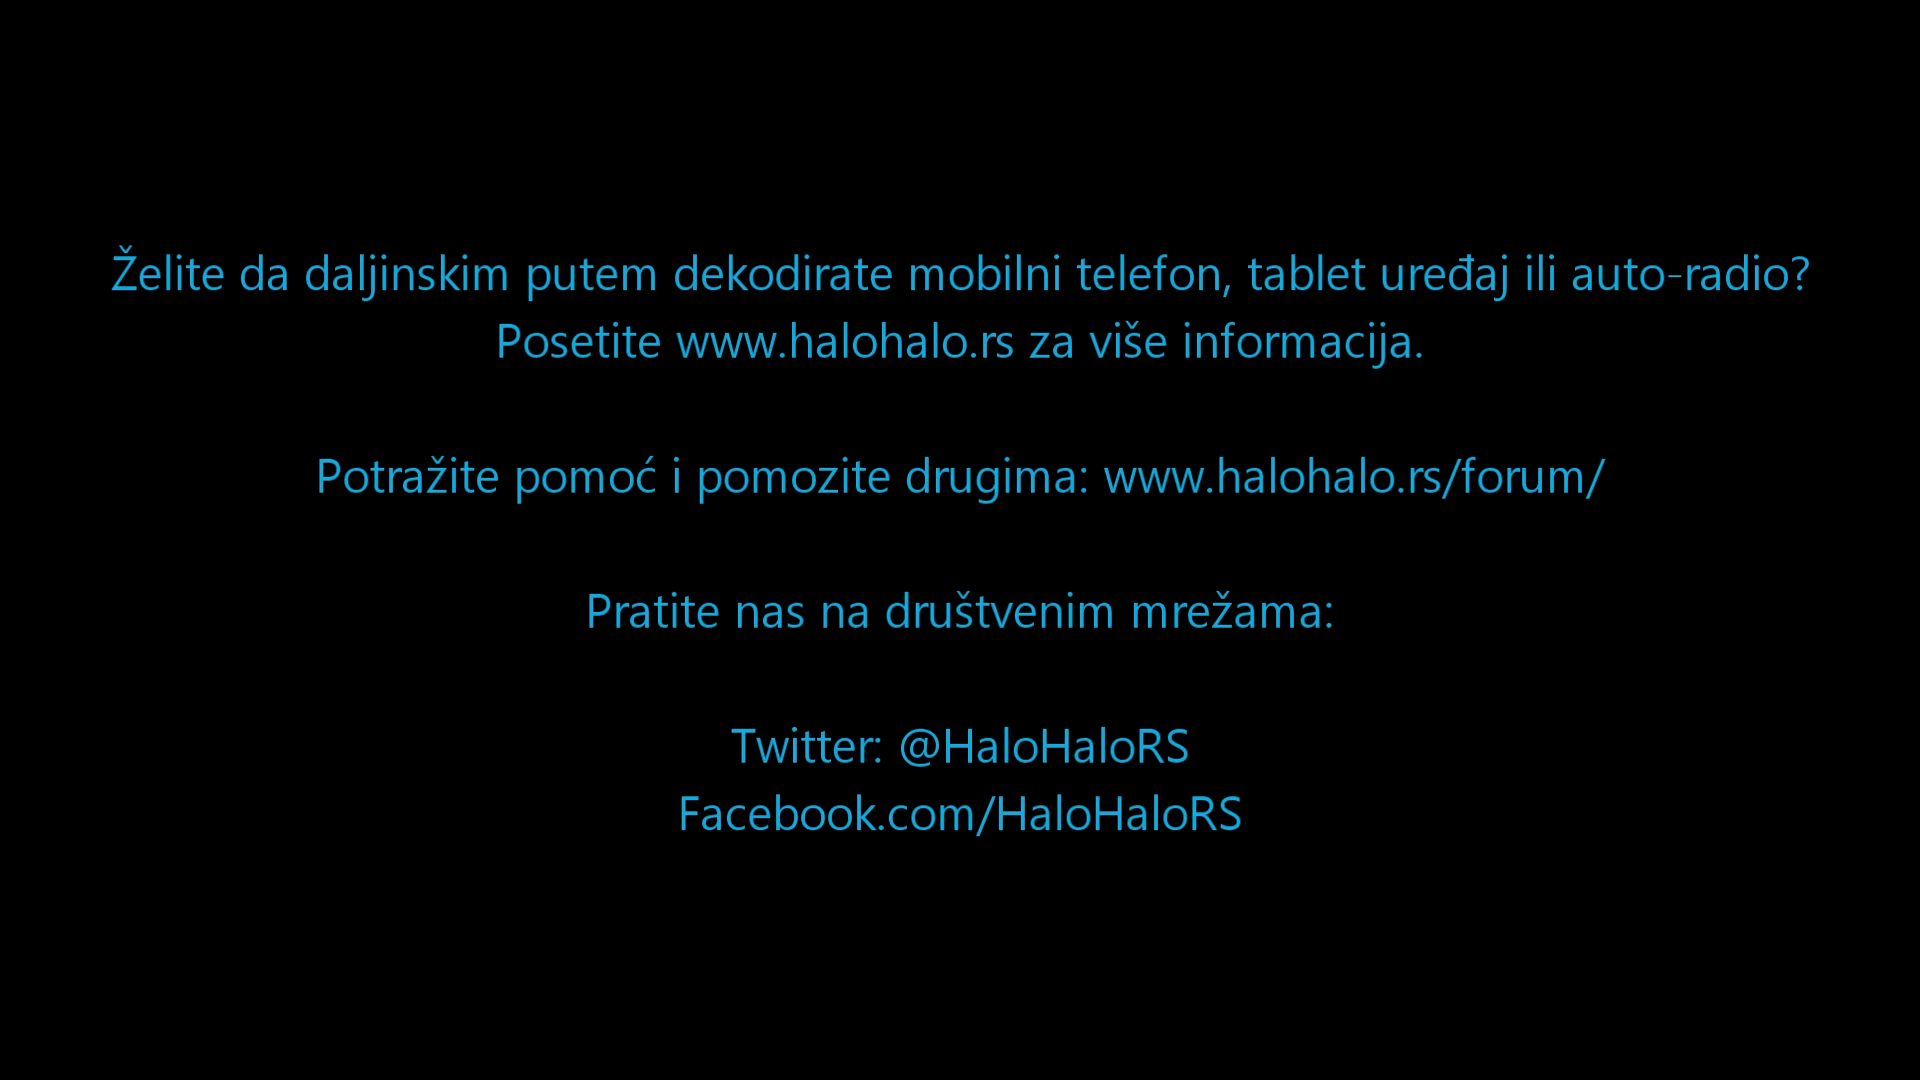 Želite da daljinskim putem dekodirate mobilni telefon, tablet uređaj ili auto-radio?
Posetite www.halohalo.rs za više informacija.
Potražite pomoć i pomozite drugima: www.halohalo.rs/forum/
Pratite nas na društvenim mrežama:
Twitter: @HaloHaloRS
Facebook.com/HaloHaloRS